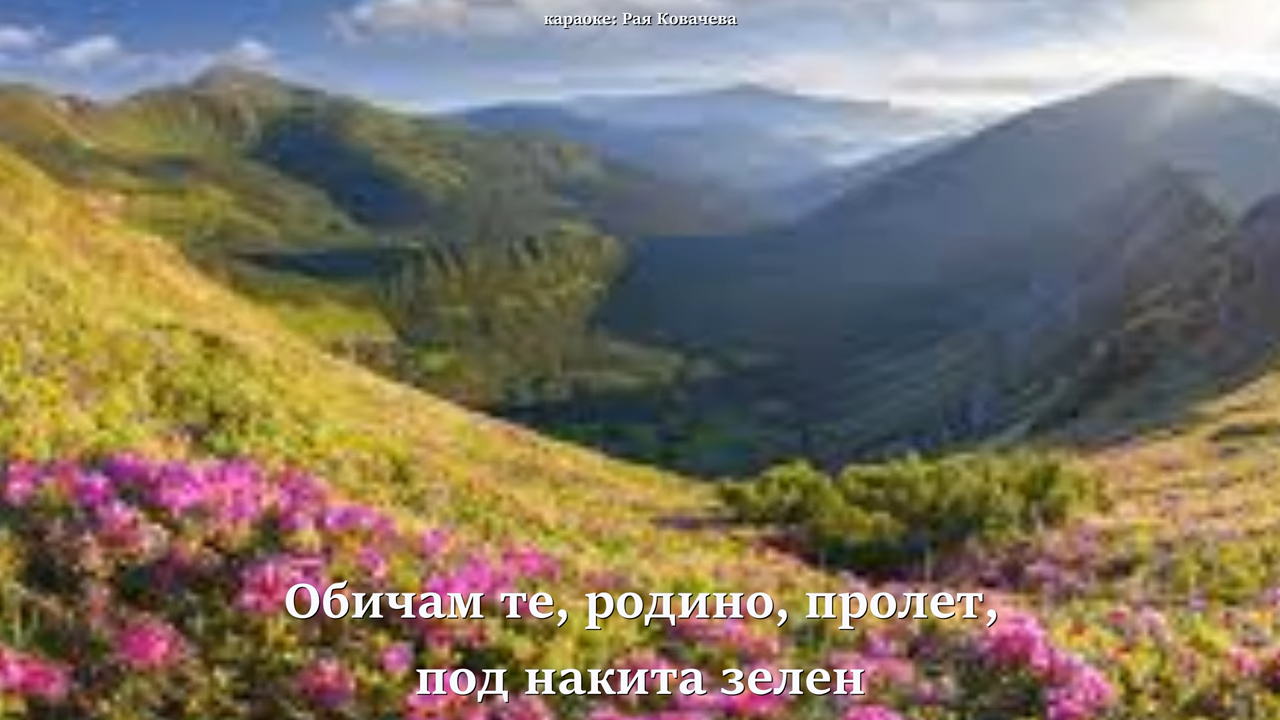 караоке: Рая Ковачева
Обичам те, родино, пролет,
под накита зелен